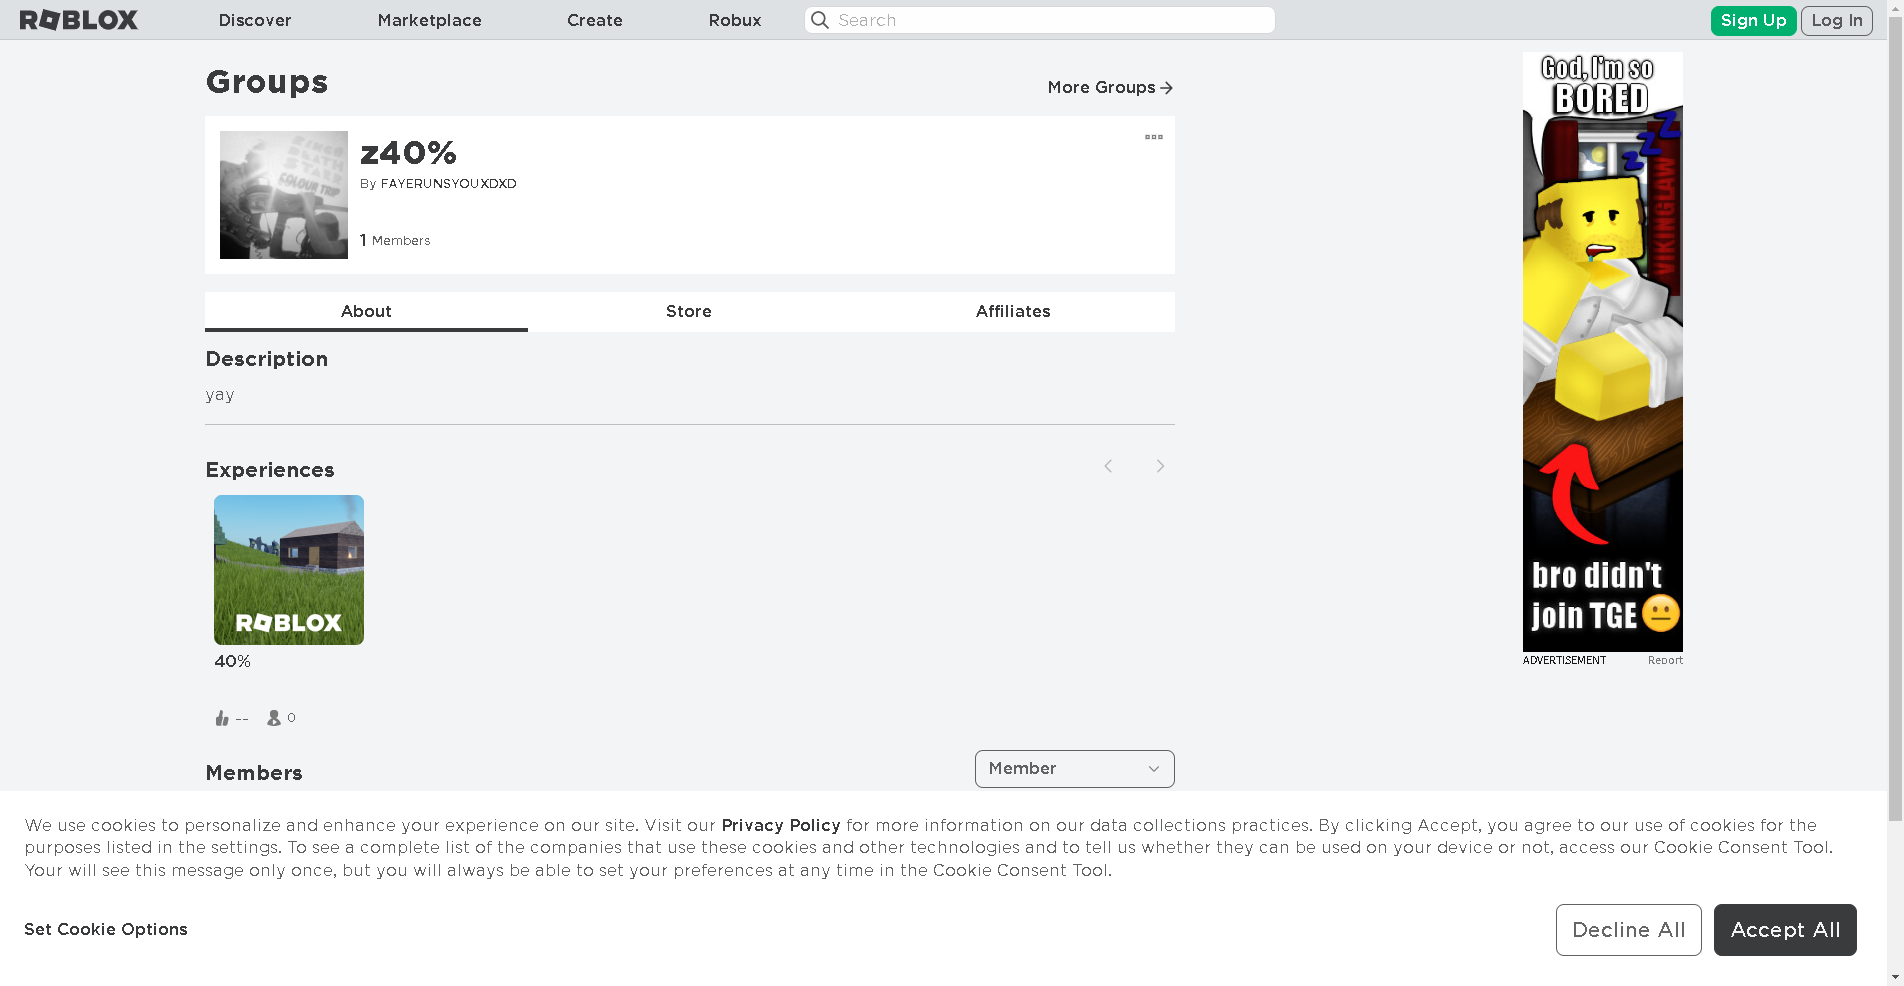 ROBLOX Discover Marketplace Create Robux Search Sign Up Log In
Groups
More Groups
z40%
By FAYERUNSYOUXDXD
1 Members
About Store Affiliates
Description
yay
Experiences
ROBLOX
40%
-- 0
Members
Member
God, I'm so
BORED
zzz
VIKINGLAW
bro didn't
join TGE
ADVERTISEMENT Report
We use cookies to personalize and enhance your experience on our site. Visit our Privacy Policy for more information on our data collections practices. By clicking Accept, you agree to our use of cookies for the
purposes listed in the settings. To see a complete list of the companies that use these cookies and other technologies and to tell us whether they can be used on your device or not, access our Cookie Consent Tool.
Your will see this message only once, but you will always be able to set your preferences at any time in the Cookie Consent Tool.
Set Cookie Options
Decline All Accept All